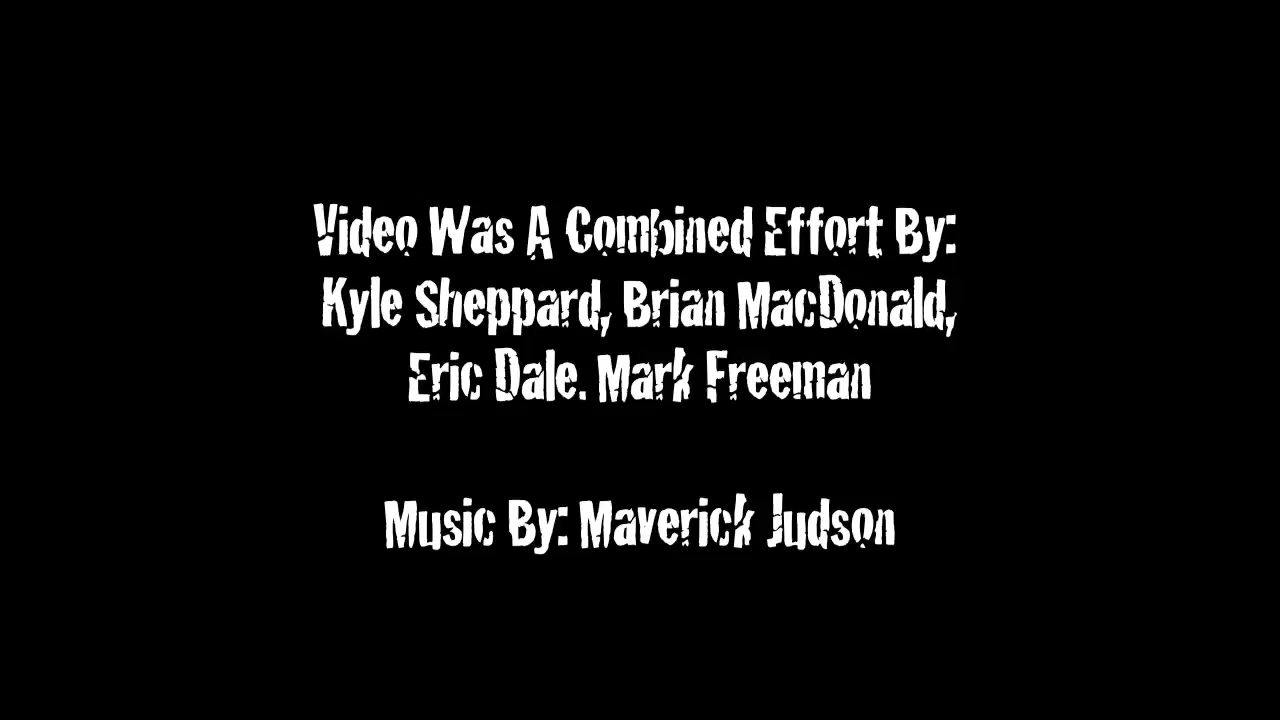 Video Was A Combined Effort By:
Kyle Sheppard, Brian MacDonald,
Eric Dale. Mark Freeman
Music By: Maverick Judson